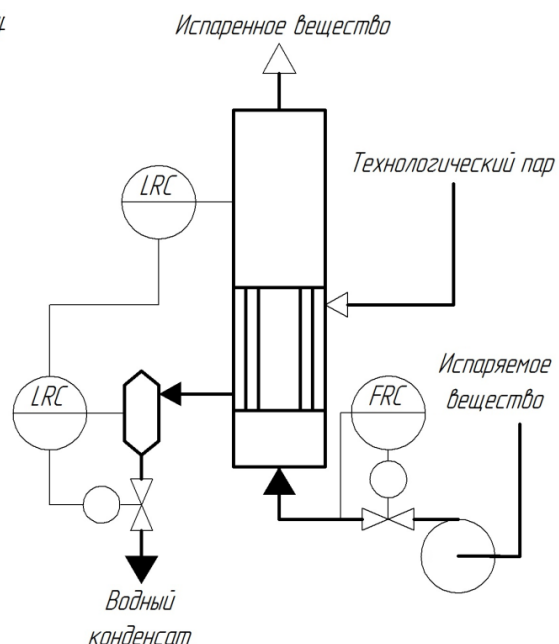 Испаренное вещество
LRC
Технологический пар
LRC
FRC
Испаряемое
вещество
Водный
конденсат